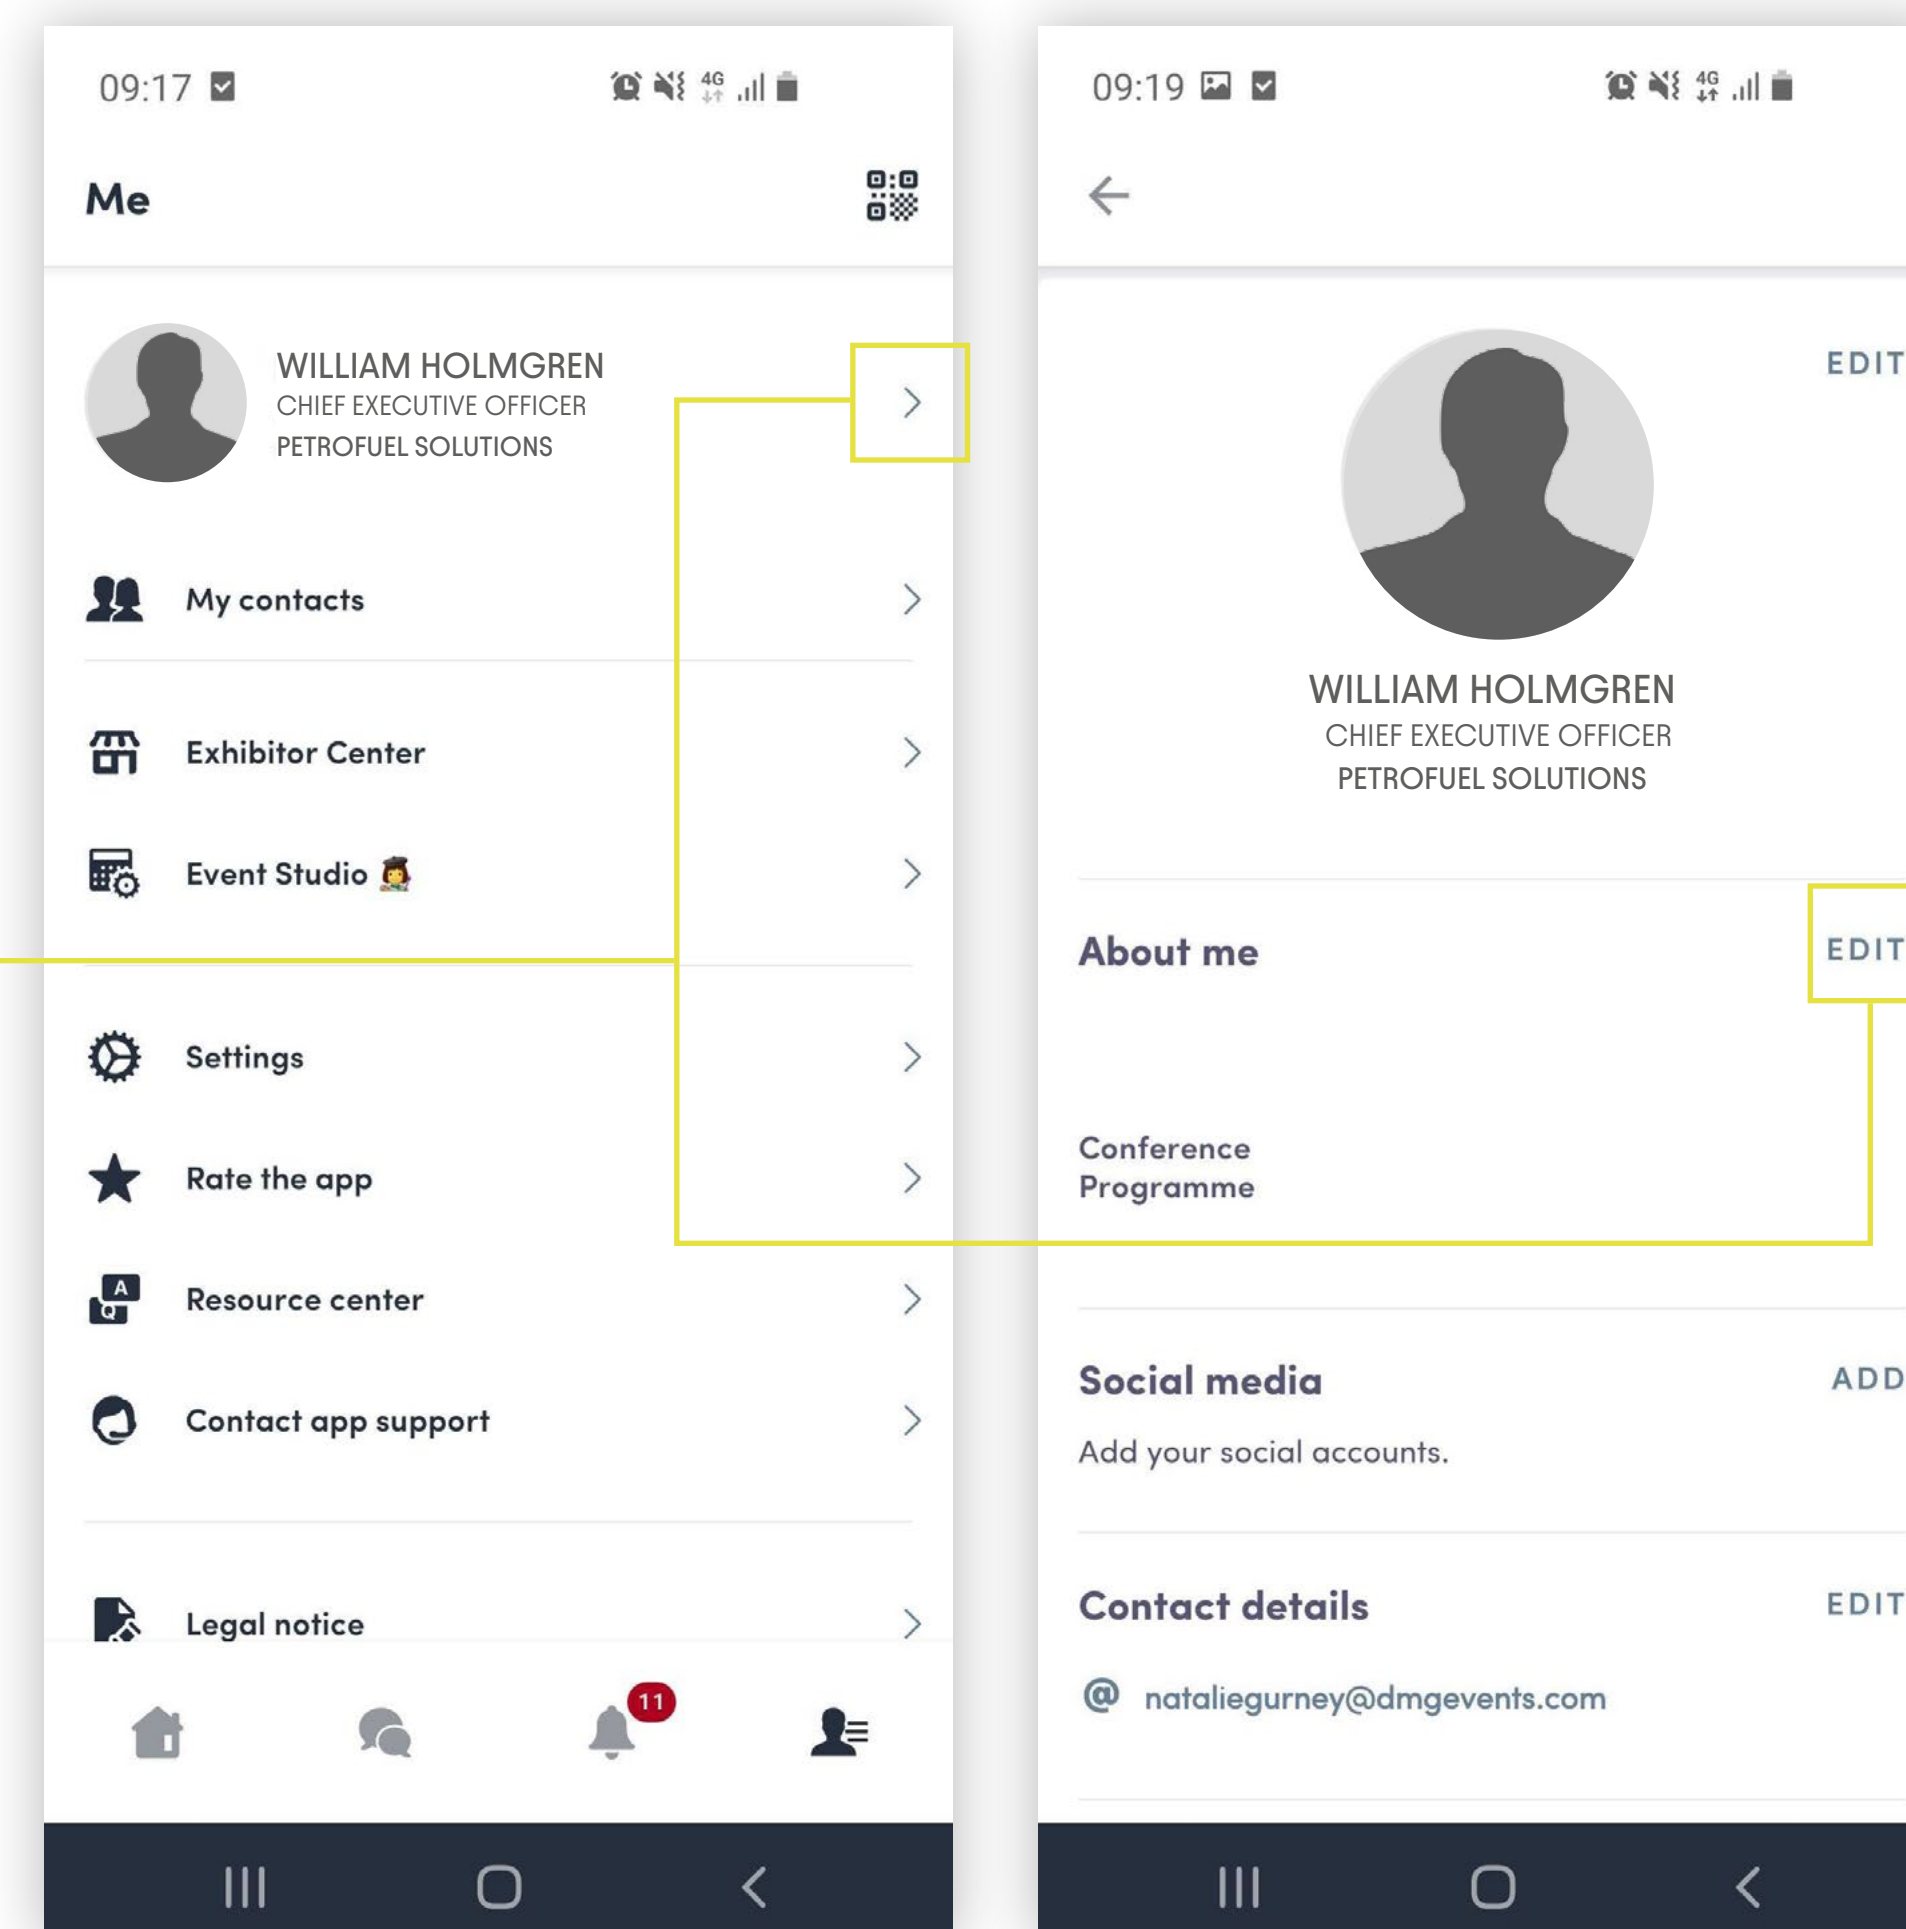 09:17
4G
Me
WILLIAM HOLMGREN
CHIEF EXECUTIVE OFFICER
PETROFUEL SOLUTIONS
My contacts
Exhibitor Center
Event Studio
Settings
Rate the app
A
Q
Resource center
Contact app support
Legal notice
11
09:19
4G
EDIT
WILLIAM HOLMGREN
CHIEF EXECUTIVE OFFICER
PETROFUEL SOLUTIONS
About me
EDIT
Conference
Programme
Social media
ADD
Add your social accounts.
Contact details
EDIT
@ nataliegurney@dmgevents.com